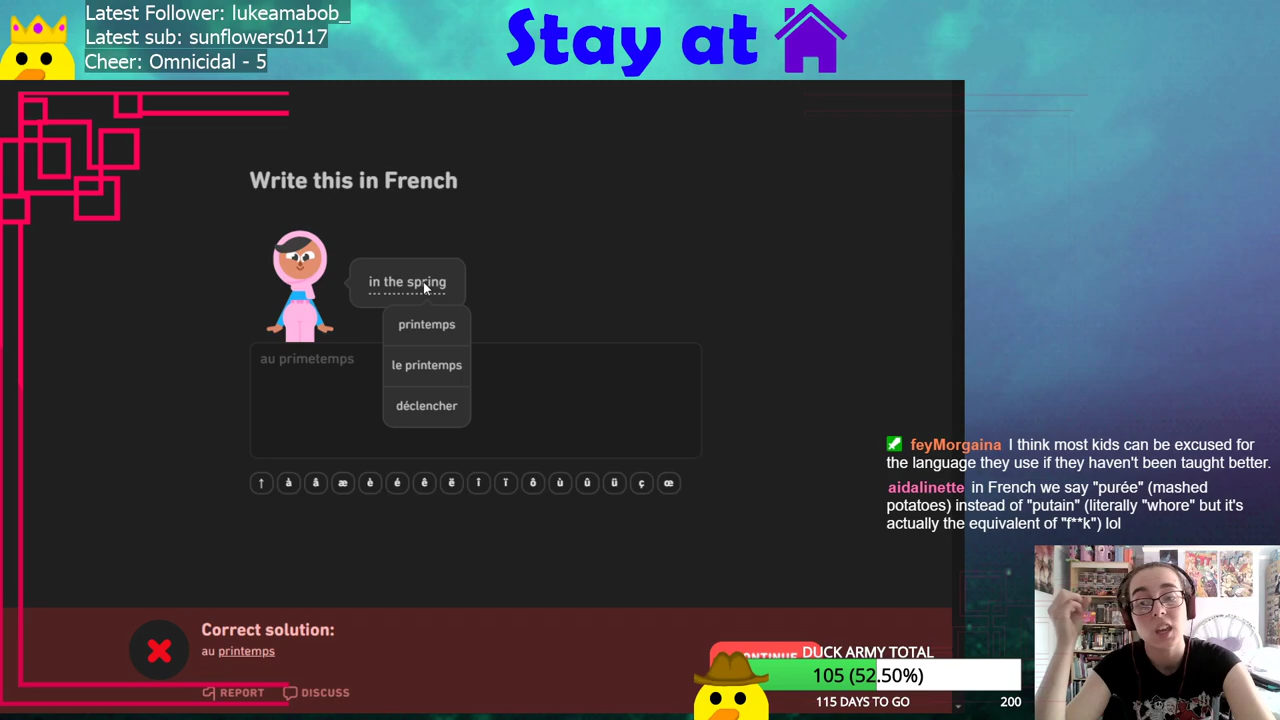 Latest Follower: lukeamabob_
Latest sub: sunflowers0117
Cheer: Omnicidal - 5
Stay at
Write this in French
in the spring
printemps
le printemps
déclencher
au primetemps
↑ à â æ è é ê ë î ï ô ù û ü ç œ
feyMorgaina I think most kids can be excused for
the language they use if they haven't been taught better.
aidalinette in French we say "purée" (mashed
potatoes) instead of "putain" (literally "whore" but it's
actually the equivalent of "f**k") lol
Correct solution:
au printemps
REPORT DISCUSS
CONTINUE
DUCK ARMY TOTAL
105 (52.50%)
115 DAYS TO GO
200